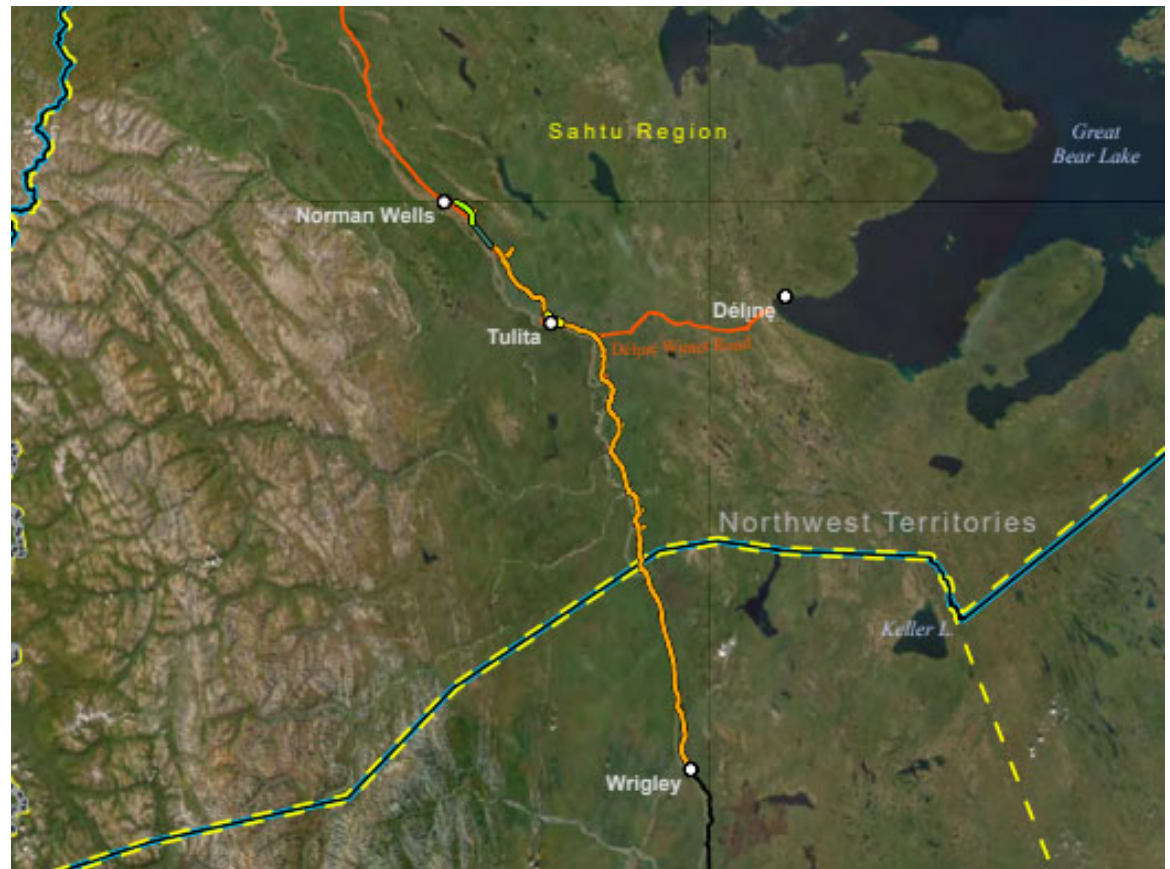 Sahtu Region
Great
Bear Lake
Norman Wells
Délı̨nę
Tulita
Délı̨nę Winter Road
Northwest Territories
Keller L.
Wrigley